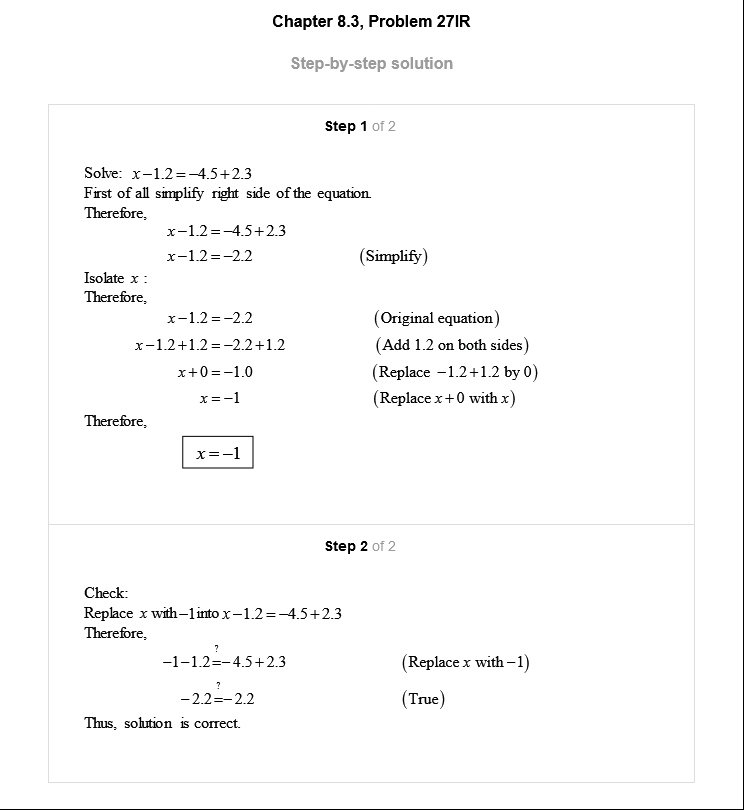 Chapter 8.3, Problem 27IR
Step-by-step solution
Step 1 of 2
Solve: x−1.2=−4.5+2.3
First of all simplify right side of the equation.
Therefore,
x−1.2=−4.5+2.3
x−1.2=−2.2 (Simplify)
Isolate x :
Therefore,
x−1.2=−2.2 (Original equation)
x−1.2+1.2=−2.2+1.2 (Add 1.2 on both sides)
x+0=−1.0 (Replace −1.2+1.2 by 0)
x=−1 (Replace x+0 with x)
Therefore,
x=−1
Step 2 of 2
Check:
Replace x with −1 into x−1.2=−4.5+2.3
Therefore,
?
−1−1.2=−4.5+2.3 (Replace x with −1)
?
−2.2=−2.2 (True)
Thus, solution is correct.